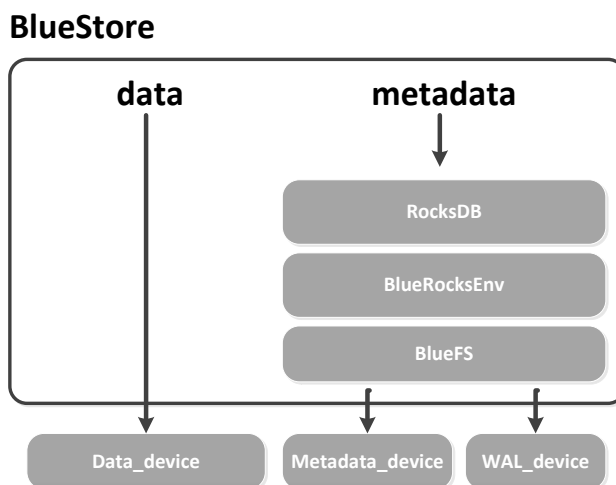 BlueStore
data
metadata
RocksDB
BlueRocksEnv
BlueFS
Data_device
Metadata_device
WAL_device